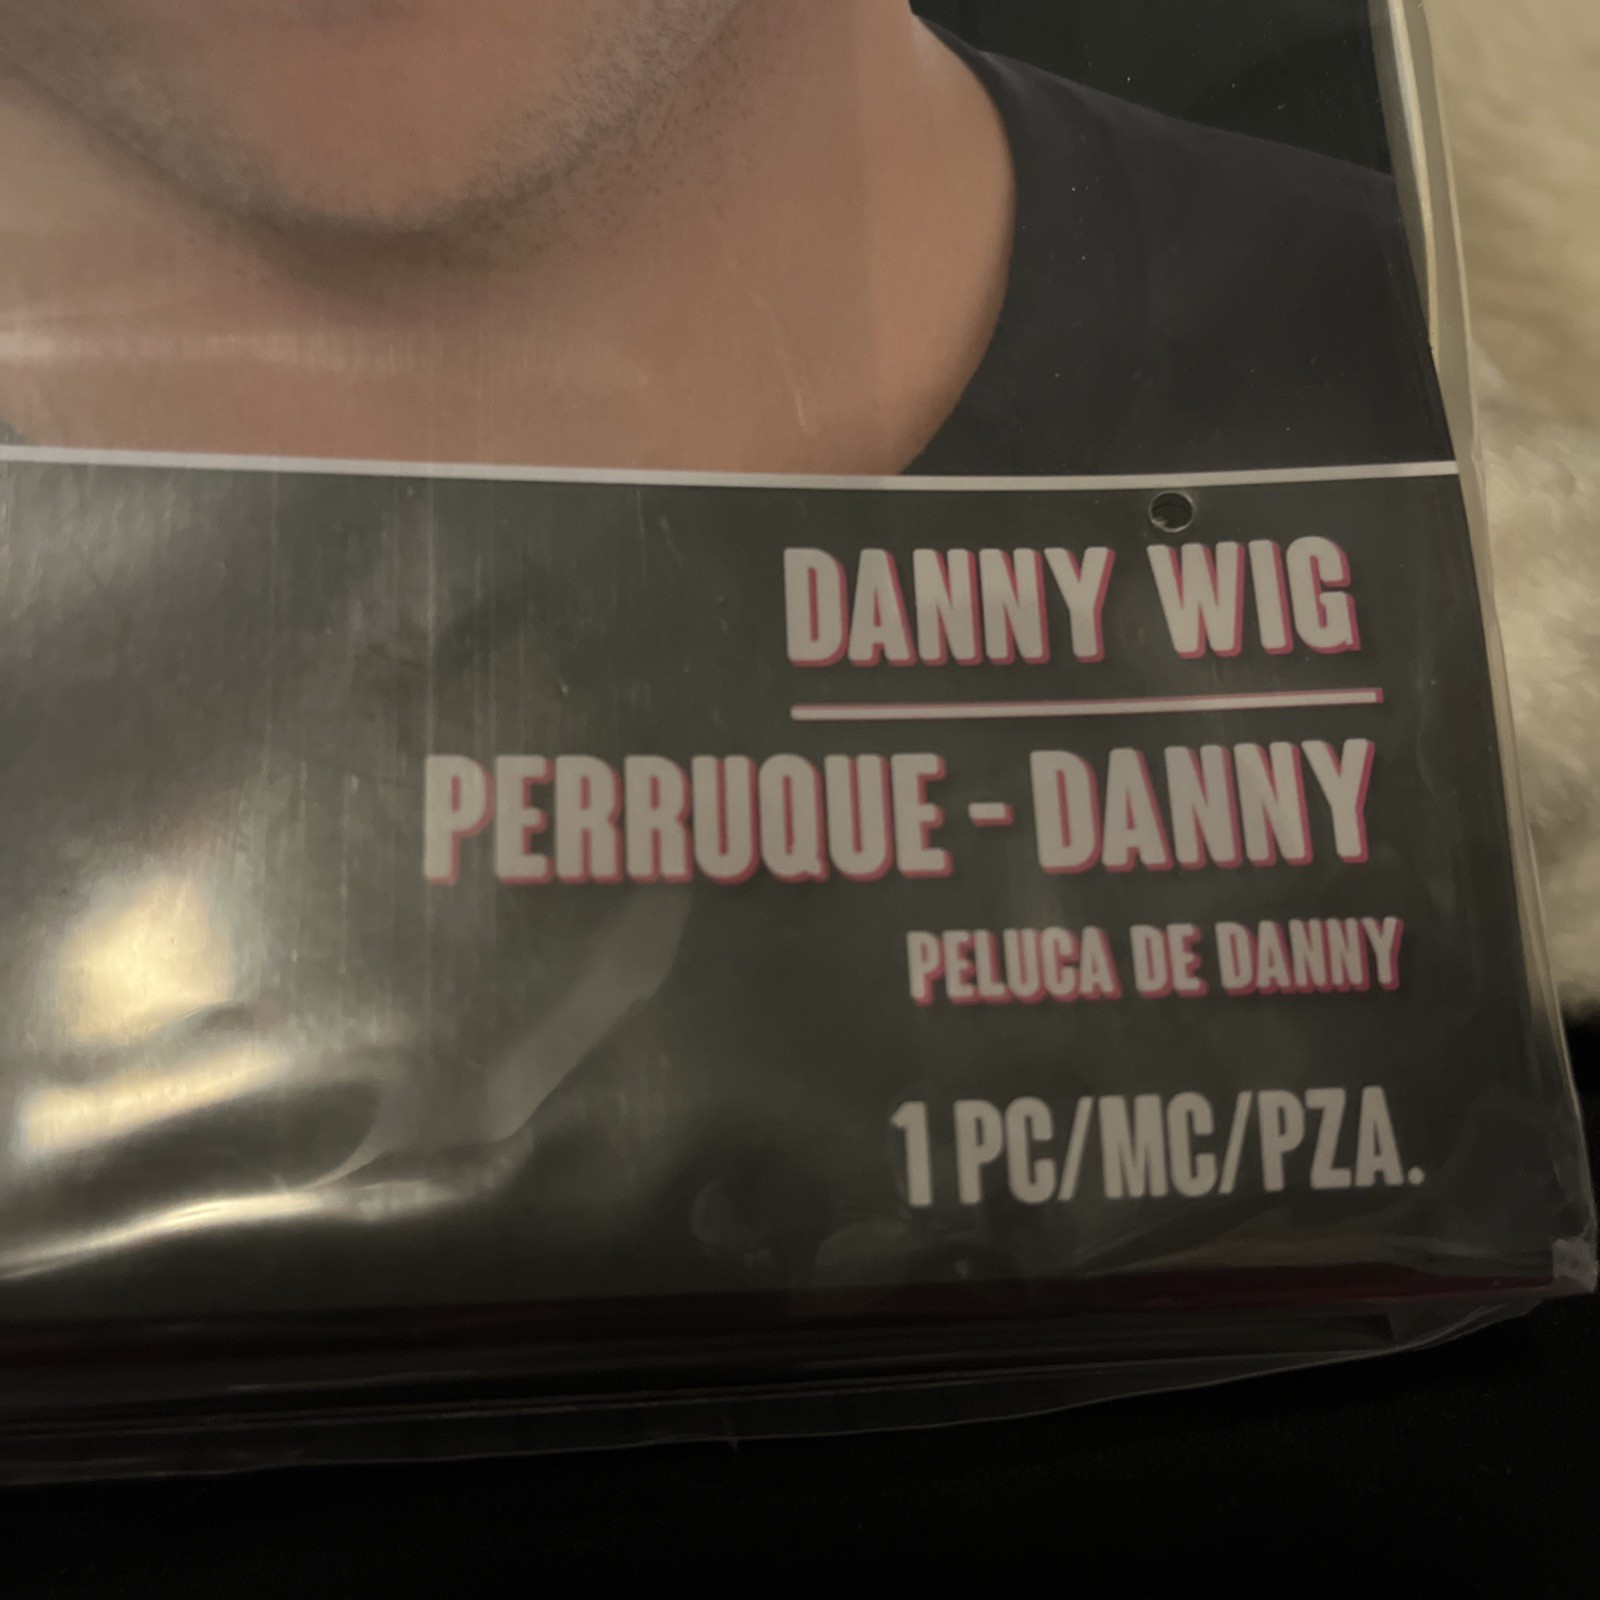 DANNY WIG
PERRUQUE - DANNY
PELUCA DE DANNY
1 PC/MC/PZA.